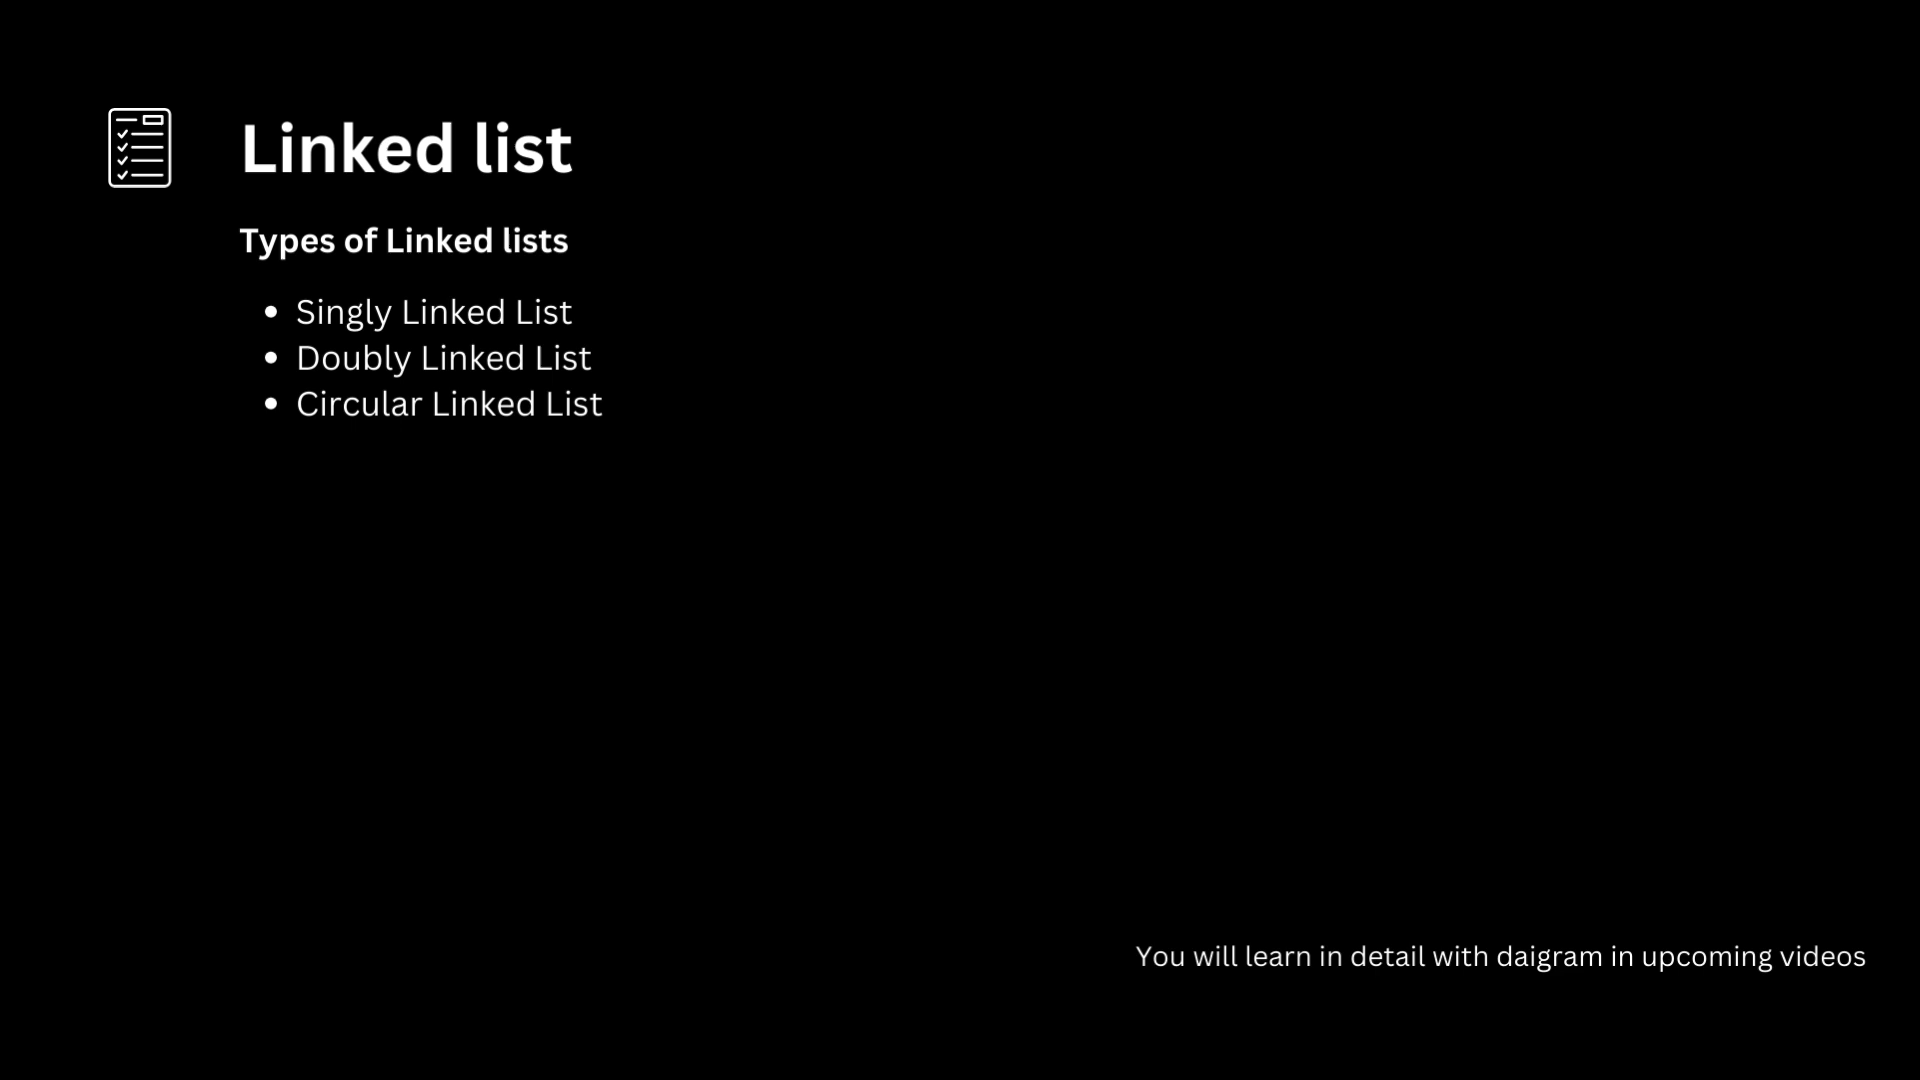 Linked list
Types of Linked lists
• Singly Linked List
• Doubly Linked List
• Circular Linked List
You will learn in detail with daigram in upcoming videos